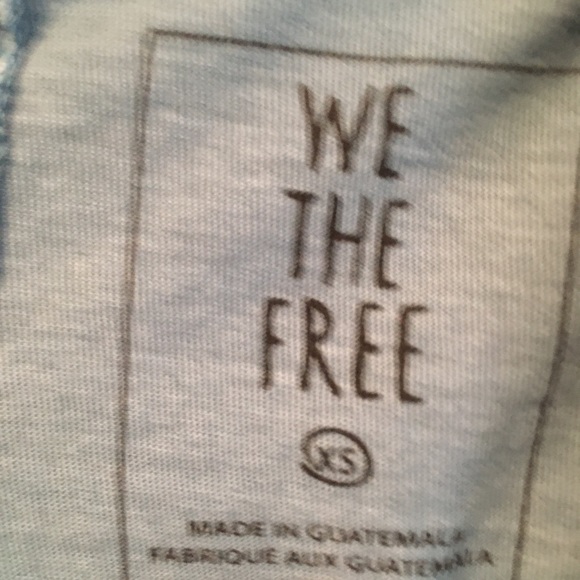 WE
THE
FREE
XS
MADE IN GUATEMALA
FABRIQUE AUX GUATEMALA